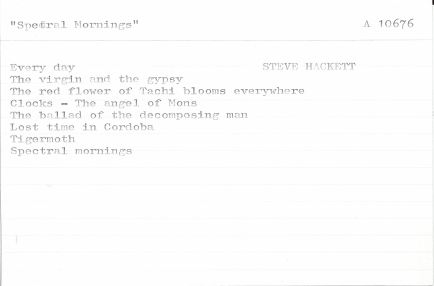 "Spectral Mornings" A 10676
Every day STEVE HACKETT
The virgin and the gypsy
The red flower of Tachi blooms everywhere
Clocks - The angel of Mons
The ballad of the decomposing man
Lost time in Cordoba
Tigermoth
Spectral mornings